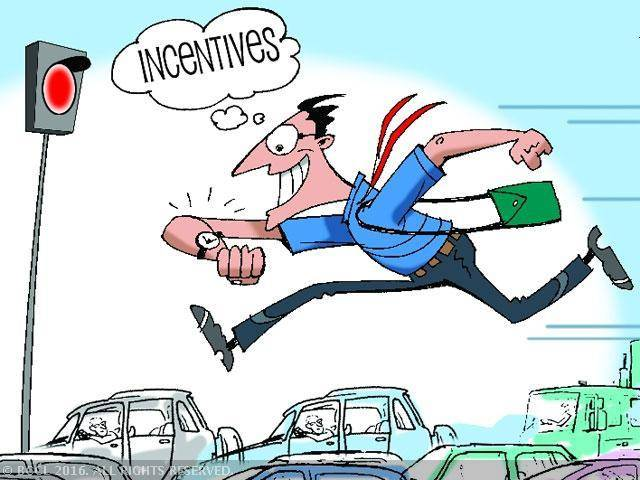 INCENTIVES
© BCCL 2016. ALL RIGHTS RESERVED.